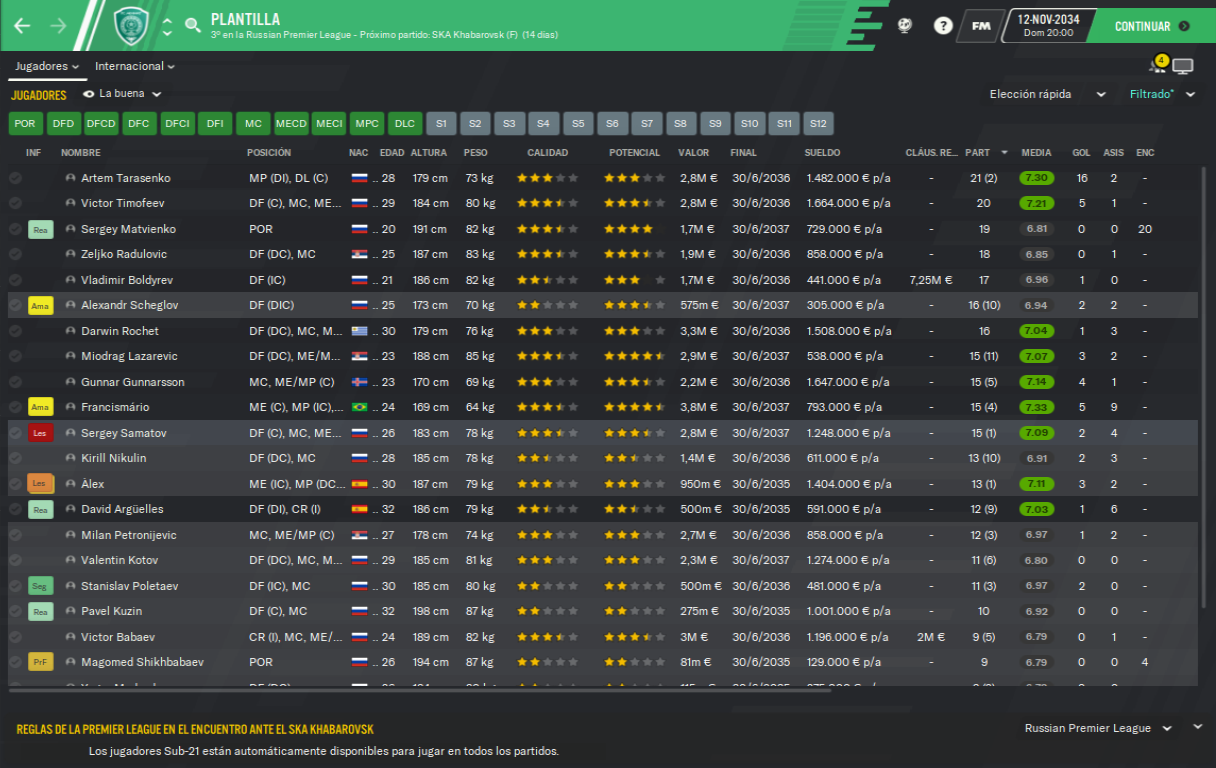 PLANTILLA
3º en la Russian Premier League - Próximo partido: SKA Khabarovsk (F) (14 días)
? FM 12-NOV-2034 Dom 20:00 CONTINUAR
Jugadores Internacional 4
JUGADORES La buena Elección rápida Filtrado*
POR DFD DFCD DFC DFCI DFI MC MECD MECI MPC DLC S1 S2 S3 S4 S5 S6 S7 S8 S9 S10 S11 S12
INF NOMBRE POSICIÓN NAC EDAD ALTURA PESO CALIDAD POTENCIAL VALOR FINAL SUELDO CLÁUS. RE... PART MEDIA GOL ASIS ENC
Artem Tarasenko MP (DI), DL (C) .. 28 179 cm 73 kg 2,8M € 30/6/2036 1.482.000 € p/a - 21 (2) 7.30 16 2 -
Victor Timofeev DF (C), MC, ME... .. 29 184 cm 80 kg 2,8M € 30/6/2036 1.664.000 € p/a - 20 7.21 5 1 -
Rea Sergey Matvienko POR .. 20 191 cm 82 kg 1,7M € 30/6/2037 729.000 € p/a - 19 6.81 0 0 20
Zeljko Radulovic DF (DC), MC .. 25 187 cm 83 kg 1,9M € 30/6/2036 858.000 € p/a - 18 6.85 0 1 -
Vladimir Boldyrev DF (IC) .. 21 186 cm 82 kg 1,7M € 30/6/2036 441.000 € p/a 7,25M € 17 6.96 1 0 -
Ama Alexandr Scheglov DF (DIC) .. 25 173 cm 70 kg 575m € 30/6/2037 305.000 € p/a - 16 (10) 6.94 2 2 -
Darwin Rochet DF (DC), MC, M... .. 30 179 cm 76 kg 3,3M € 30/6/2036 1.508.000 € p/a - 16 7.04 1 3 -
Miodrag Lazarevic DF (DC), ME/M... .. 23 188 cm 85 kg 2,9M € 30/6/2036 538.000 € p/a - 15 (11) 7.07 3 2 -
Gunnar Gunnarsson MC, ME/MP (C) .. 23 170 cm 69 kg 2,2M € 30/6/2036 1.647.000 € p/a - 15 (5) 7.14 4 1 -
Ama Francismário ME (C), MP (IC),... .. 24 169 cm 64 kg 3,8M € 30/6/2037 793.000 € p/a - 15 (4) 7.33 5 9 -
Les Sergey Samatov DF (C), MC, ME... .. 26 183 cm 78 kg 2,8M € 30/6/2037 1.248.000 € p/a - 15 (1) 7.09 2 4 -
Kirill Nikulin DF (DC), MC .. 28 185 cm 78 kg 1,4M € 30/6/2036 611.000 € p/a - 13 (10) 6.91 2 3 -
Les Àlex ME (IC), MP (DC... .. 30 187 cm 79 kg 950m € 30/6/2035 1.404.000 € p/a - 13 (1) 7.11 3 2 -
Rea David Argüelles DF (DI), CR (I) .. 32 186 cm 79 kg 500m € 30/6/2035 591.000 € p/a - 12 (9) 7.03 1 6 -
Milan Petronijevic MC, ME/MP (C) .. 27 178 cm 74 kg 2,7M € 30/6/2036 858.000 € p/a - 12 (3) 6.97 1 2 -
Valentin Kotov DF (DC), MC, M... .. 29 185 cm 81 kg 2,3M € 30/6/2037 1.274.000 € p/a - 11 (6) 6.80 0 0 -
Seg Stanislav Poletaev DF (IC), MC .. 30 185 cm 80 kg 500m € 30/6/2036 481.000 € p/a - 11 (3) 6.97 2 0 -
Rea Pavel Kuzin DF (C), MC .. 32 198 cm 87 kg 275m € 30/6/2035 1.001.000 € p/a - 10 6.92 0 0 -
Victor Babaev CR (I), MC, ME/... .. 24 189 cm 82 kg 3M € 30/6/2036 1.196.000 € p/a 2M € 9 (5) 6.79 0 1 -
PrF Magomed Shikhbabaev POR .. 26 194 cm 82 kg 81m € 30/6/2035 129.000 € p/a - 9 6.79 0 0 4
REGLAS DE LA PREMIER LEAGUE EN EL ENCUENTRO ANTE EL SKA KHABAROVSK Russian Premier League
Los jugadores Sub-21 están automáticamente disponibles para jugar en todos los partidos.